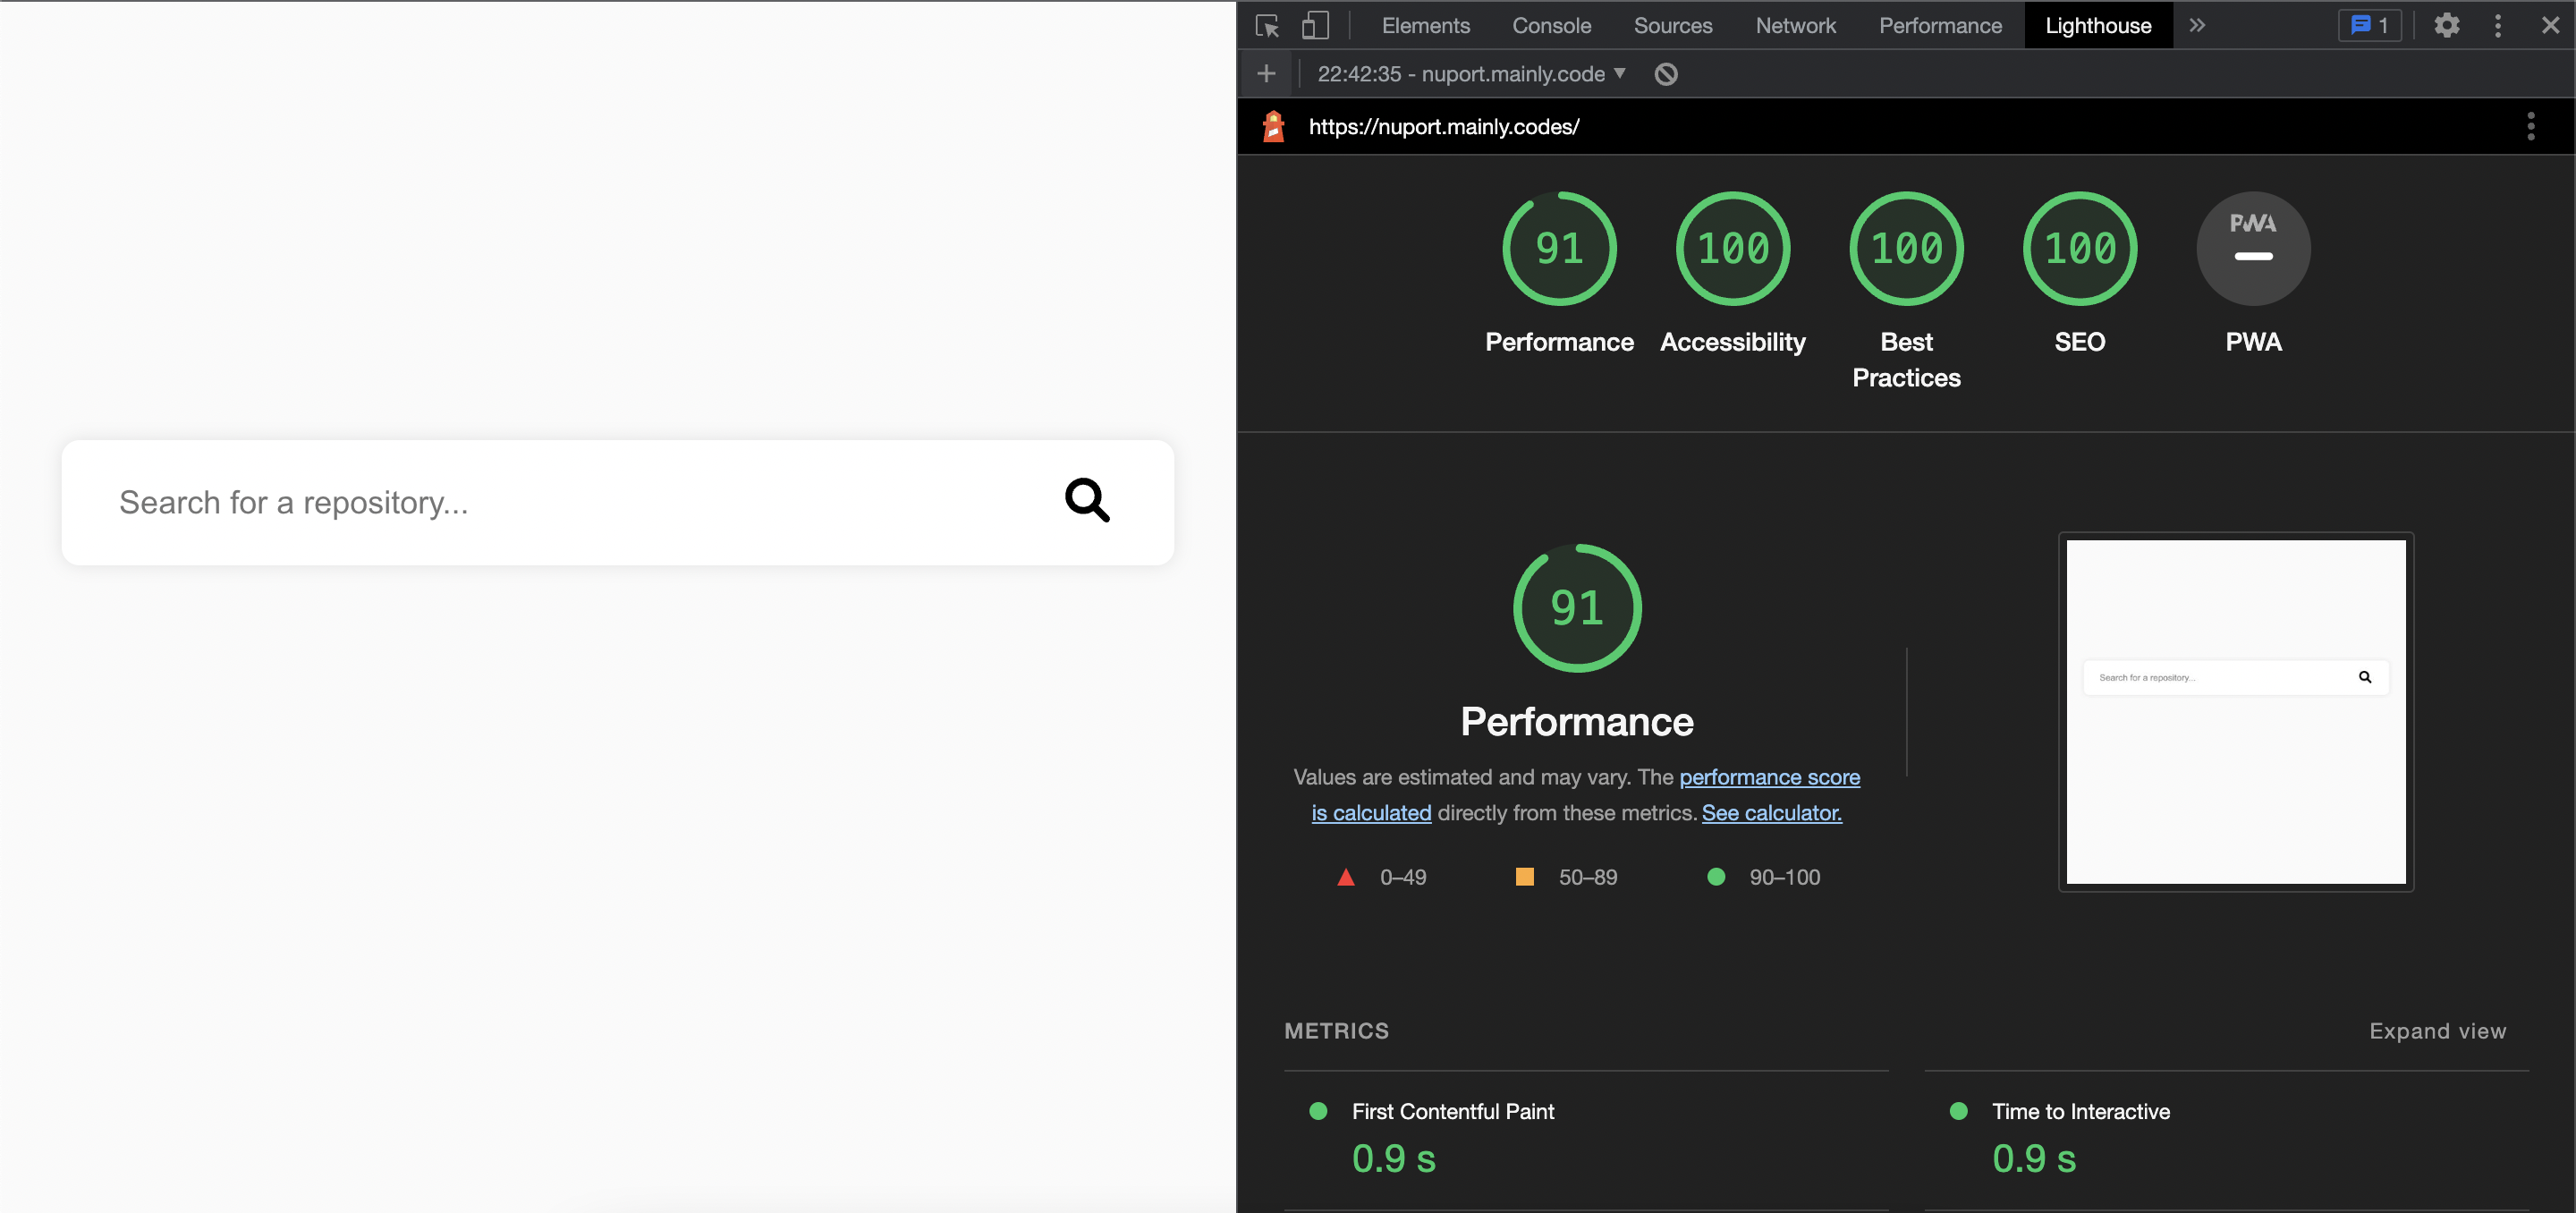 Search for a repository...
Elements Console Sources Network Performance Lighthouse 1
22:42:35 - nuport.mainly.code
https://nuport.mainly.codes/
91 100 100 100 PWA
Performance Accessibility Best Practices SEO PWA
91
Search for a repository...
Performance
Values are estimated and may vary. The performance score
is calculated directly from these metrics. See calculator.
0–49 50–89 90–100
METRICS Expand view
First Contentful Paint Time to Interactive
0.9 s 0.9 s